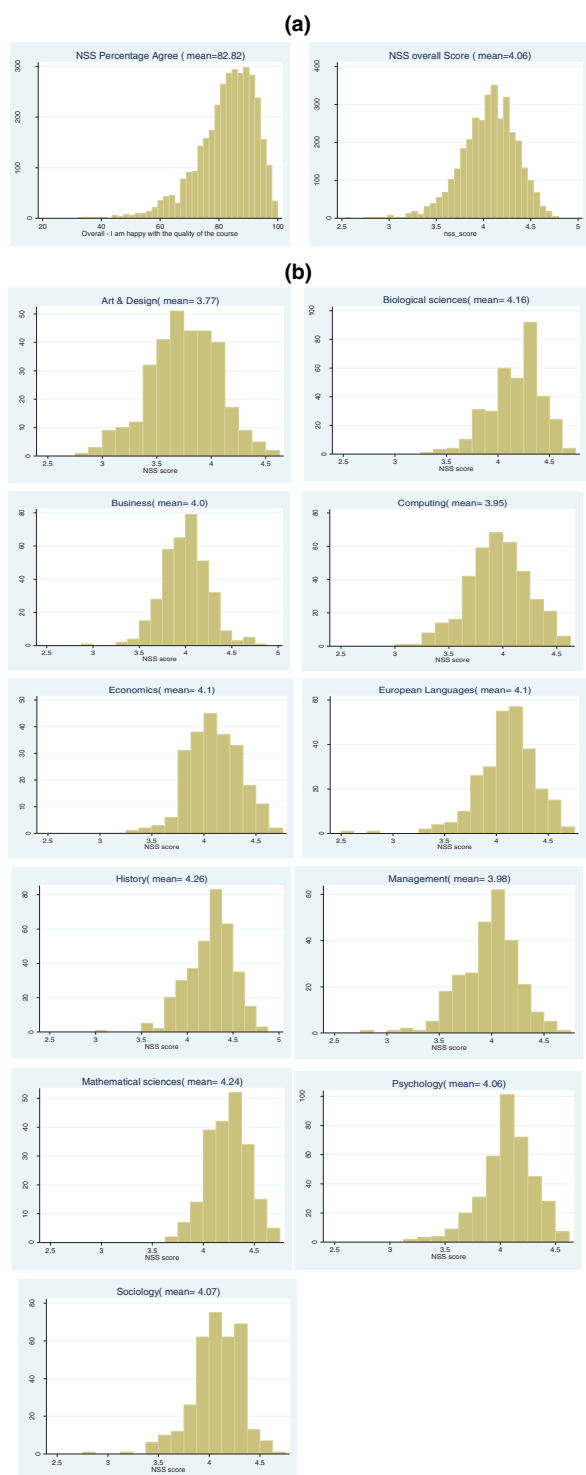 (a)
NSS Percentage Agree ( mean=82.82)
0 100 200 300
20 40 60 80 100
Overall - I am happy with the quality of the course
NSS overall Score ( mean=4.06)
0 100 200 300 400
2.5 3 3.5 4 4.5 5
nss_score
(b)
Art & Design( mean= 3.77)
0 10 20 30 40 50
2.5 3 3.5 4 4.5
NSS score
Biological sciences( mean= 4.16)
0 20 40 60 80 100
2.5 3 3.5 4 4.5
NSS score
Business( mean= 4.0)
0 20 40 60 80
2.5 3 3.5 4 4.5 5
NSS score
Computing( mean= 3.95)
0 20 40 60 80
2.5 3 3.5 4 4.5
NSS score
Economics( mean= 4.1)
0 10 20 30 40 50
2.5 3 3.5 4 4.5
NSS score
European Languages( mean= 4.1)
0 20 40 60
2.5 3 3.5 4 4.5
NSS score
History( mean= 4.26)
0 20 40 60 80
2.5 3 3.5 4 4.5 5
NSS score
Management( mean= 3.98)
0 20 40 60
2.5 3 3.5 4 4.5
NSS score
Mathematical sciences( mean= 4.24)
0 10 20 30 40 50
2.5 3 3.5 4 4.5
NSS score
Psychology( mean= 4.06)
0 20 40 60 80 100
2.5 3 3.5 4 4.5
NSS score
Sociology( mean= 4.07)
0 20 40 60 80
2.5 3 3.5 4 4.5
NSS score